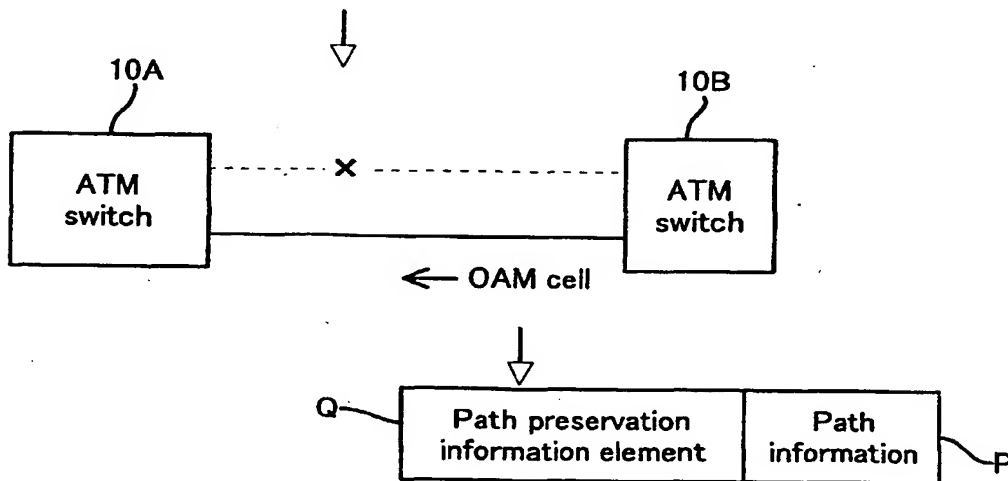 10A
10B
ATM
switch
×
ATM
switch
← OAM cell
Q
Path preservation
information element
Path
information
P